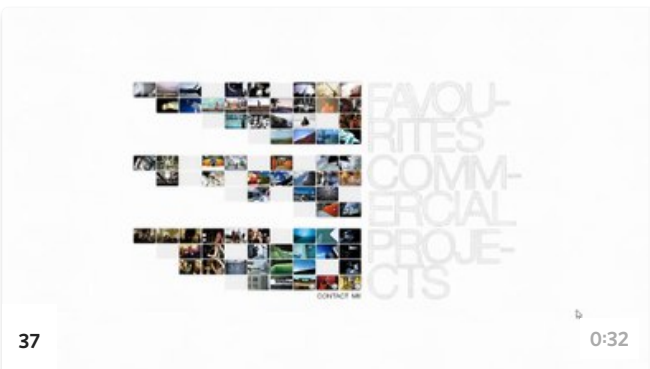 FAVOU-
RITES
COMM-
ERCIAL
PROJE-
CTS
CONTACT ME
37
0:32